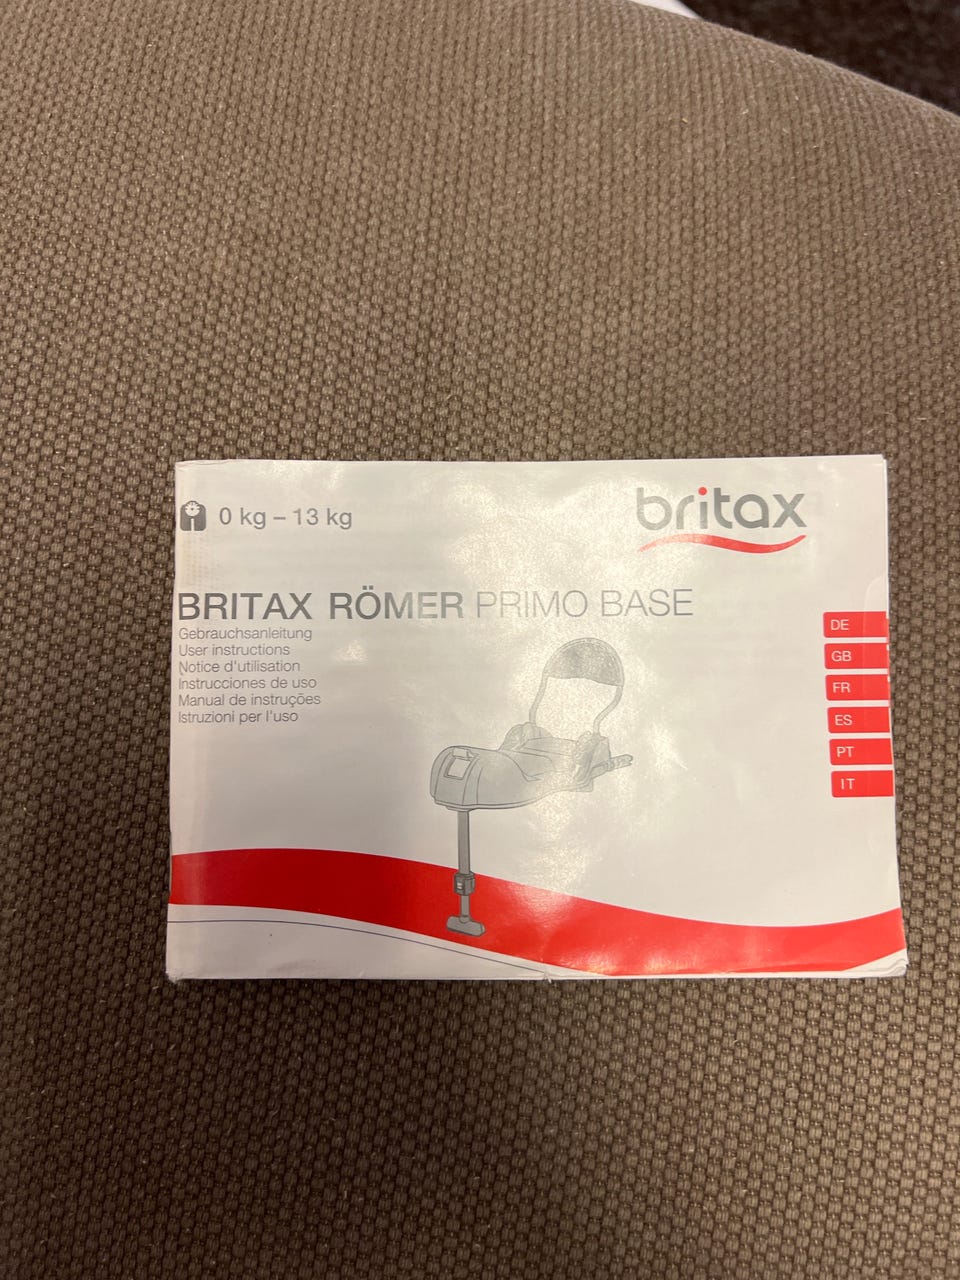 0 kg – 13 kg
britax
BRITAX RÖMER PRIMO BASE
Gebrauchsanleitung
User instructions
Notice d'utilisation
Instrucciones de uso
Manual de instruções
Istruzioni per l'uso
DE
GB
FR
ES
PT
IT